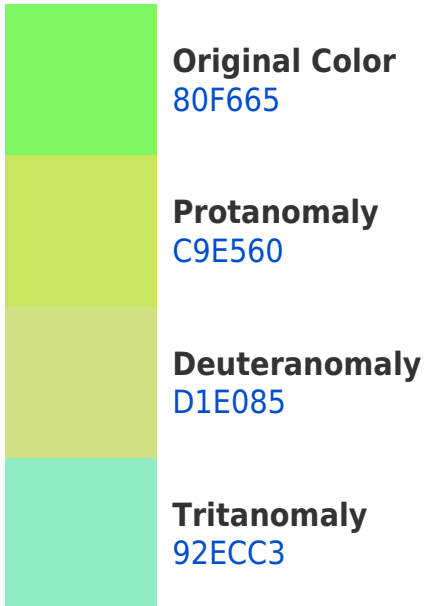 Original Color
80F665
Protanomaly
C9E560
Deuteranomaly
D1E085
Tritanomaly
92ECC3